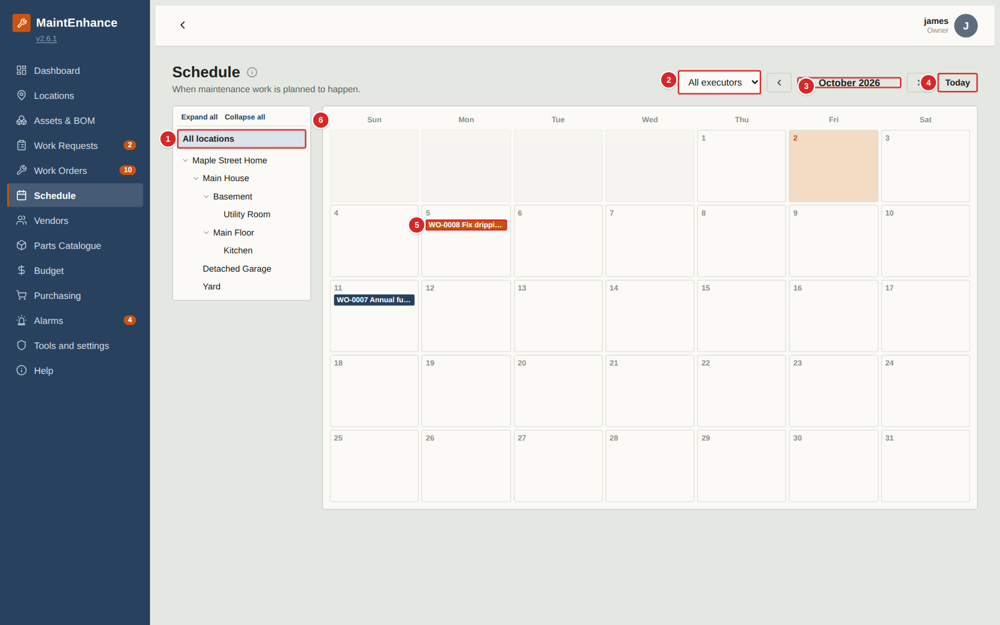 MaintEnhance
v2.6.1
Dashboard
Locations
Assets & BOM
Work Requests 2
Work Orders 10
Schedule
Vendors
Parts Catalogue
Budget
Purchasing
Alarms 4
Tools and settings
Help
james
Owner
J
Schedule
When maintenance work is planned to happen.
2 All executors 3 October 2026 4 Today
Expand all Collapse all
1 All locations
Maple Street Home
Main House
Basement
Utility Room
Main Floor
Kitchen
Detached Garage
Yard
6 Sun Mon Tue Wed Thu Fri Sat
1 2 3
4 5 6 7 8 9 10
5 WO-0008 Fix drippi…
11 12 13 14 15 16 17
WO-0007 Annual fu…
18 19 20 21 22 23 24
25 26 27 28 29 30 31